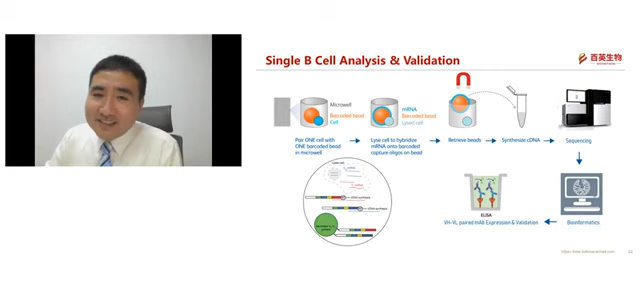 Single B Cell Analysis & Validation
百英生物
Microwell
Barcoded bead
Cell
mRNA
Barcoded bead
Lysed cell
Pair ONE cell with
ONE barcoded bead
in microwell
Lyse cell to hybridize
mRNA onto barcoded
capture oligos on bead
Retrieve beads
Synthesize cDNA
Sequencing
ELISA
VH-VL paired mAb Expression & Validation
Bioinformatics